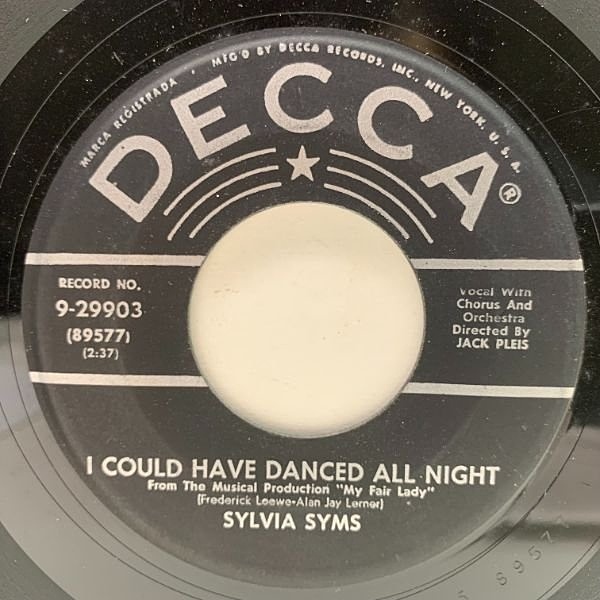 MARCA REGISTRADA • MFG'D BY DECCA RECORDS, INC., NEW YORK, U. S. A.
DECCA®
RECORD NO.
9-29903
(89577)
(2:37)
Vocal With
Chorus And
Orchestra
Directed By
JACK PLEIS
I COULD HAVE DANCED ALL NIGHT
From The Musical Production "My Fair Lady"
(Frederick Loewe-Alan Jay Lerner)
SYLVIA SYMS